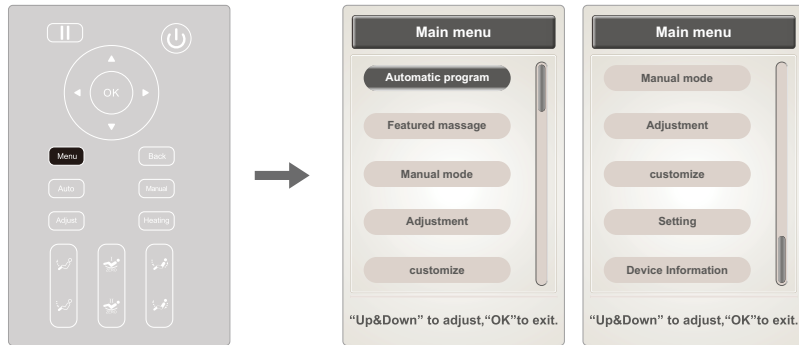 OK
Menu
Back
Auto
Manual
Adjust
Heating
Main menu
Automatic program
Featured massage
Manual mode
Adjustment
customize
“Up&Down” to adjust,“OK”to exit.
Main menu
Manual mode
Adjustment
customize
Setting
Device Information
“Up&Down” to adjust,“OK”to exit.